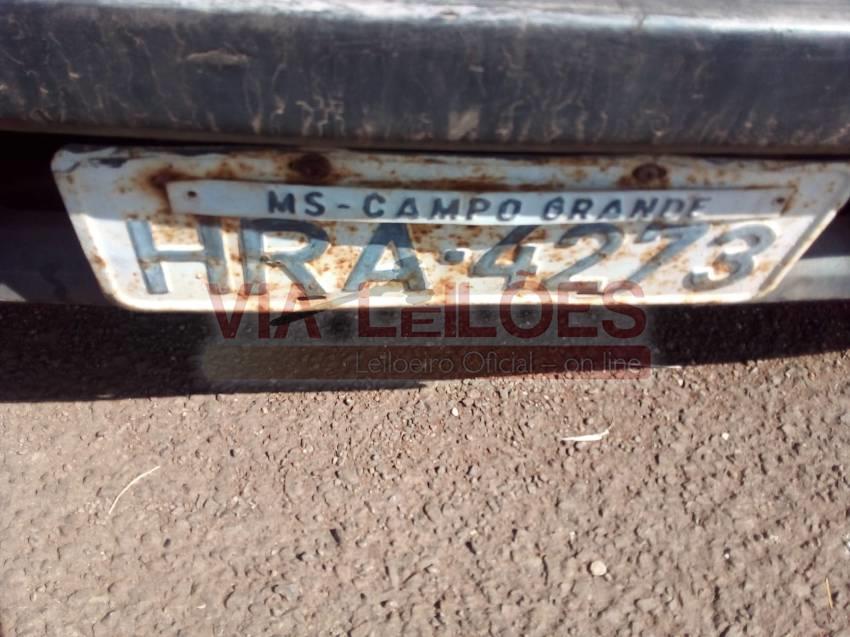 MS - CAMPO GRANDE
HRA·4273
VIA LEILÕES
Leiloeiro Oficial – on line